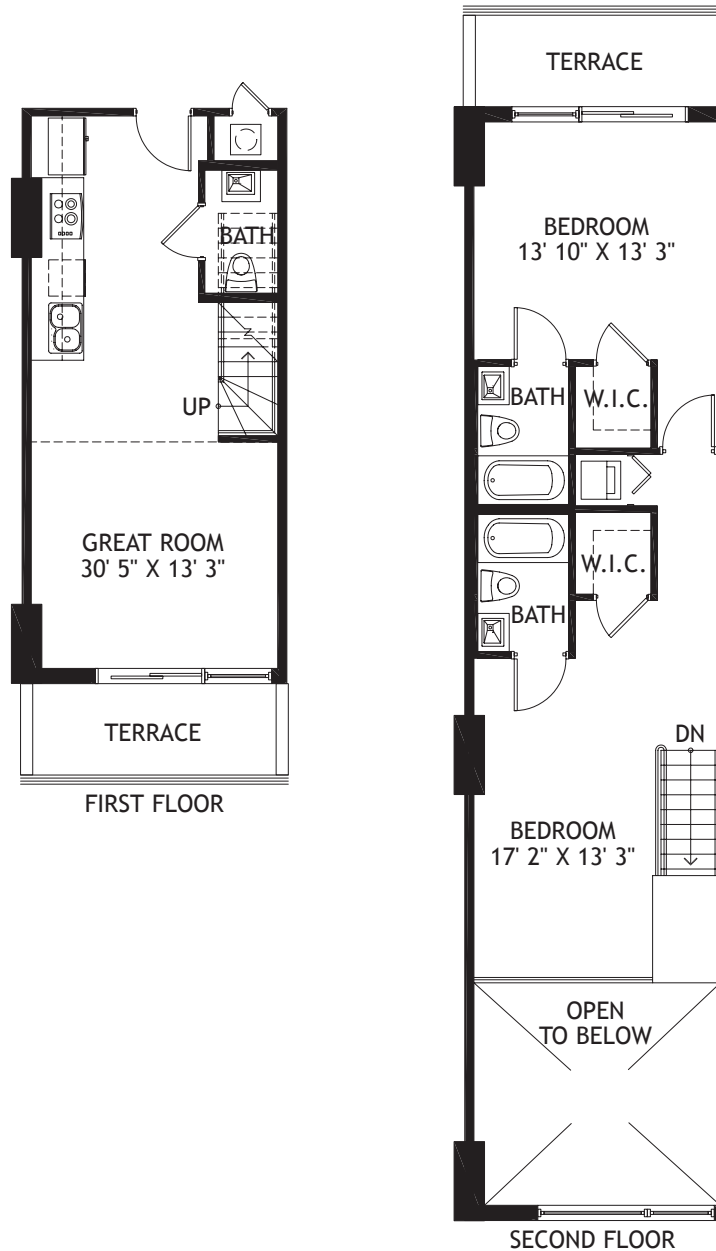 BATH
UP
GREAT ROOM
30' 5" X 13' 3"
TERRACE
FIRST FLOOR
TERRACE
BEDROOM
13' 10" X 13' 3"
BATH
W.I.C.
W.I.C.
BATH
DN
BEDROOM
17' 2" X 13' 3"
OPEN
TO BELOW
SECOND FLOOR